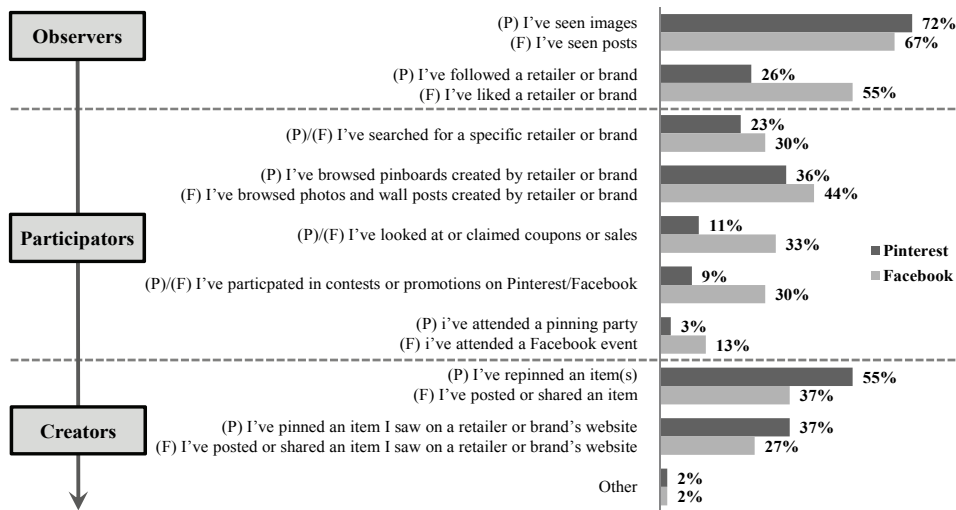 Observers
(P) I've seen images
72%
(F) I've seen posts
67%
(P) I've followed a retailer or brand
26%
(F) I've liked a retailer or brand
55%
(P)/(F) I've searched for a specific retailer or brand
23%
30%
(P) I've browsed pinboards created by retailer or brand
36%
(F) I've browsed photos and wall posts created by retailer or brand
44%
Participators
(P)/(F) I've looked at or claimed coupons or sales
11%
33%
Pinterest
Facebook
(P)/(F) I've particpated in contests or promotions on Pinterest/Facebook
9%
30%
(P) i've attended a pinning party
3%
(F) i've attended a Facebook event
13%
Creators
(P) I've repinned an item(s)
55%
(F) I've posted or shared an item
37%
(P) I've pinned an item I saw on a retailer or brand's website
37%
(F) I've posted or shared an item I saw on a retailer or brand's website
27%
Other
2%
2%